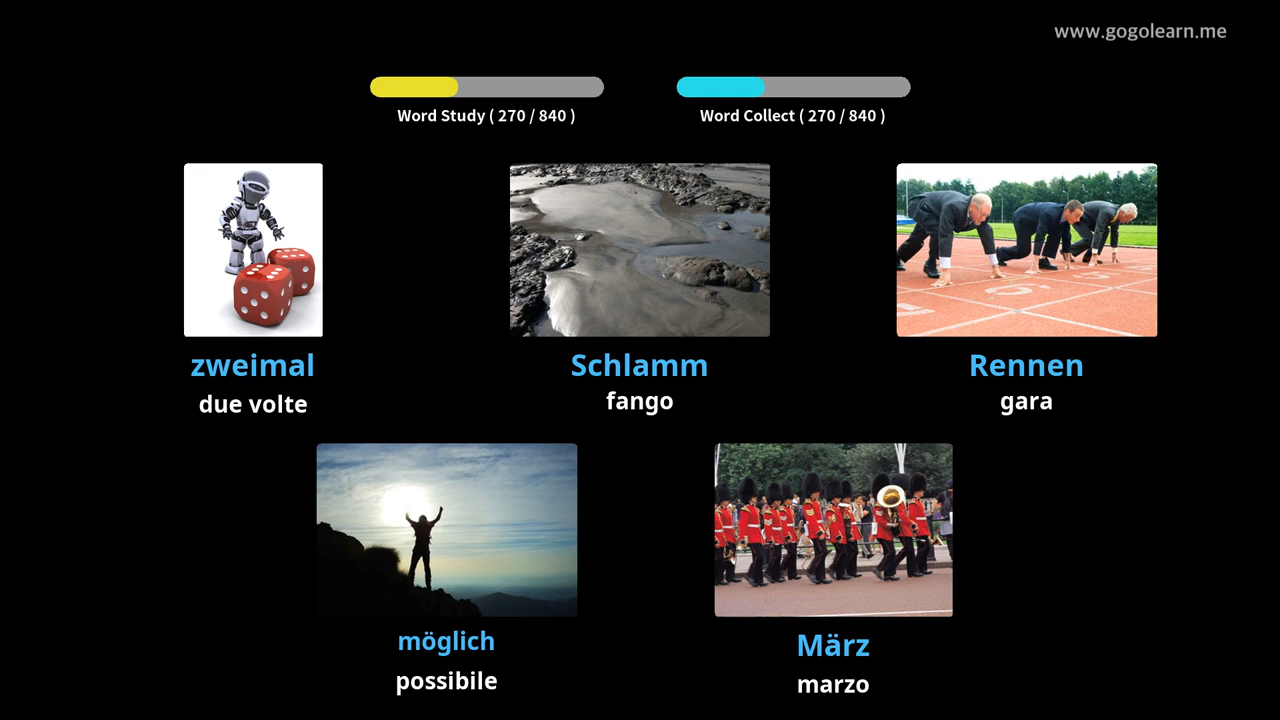 www.gogolearn.me
Word Study ( 270 / 840 )
Word Collect ( 270 / 840 )
zweimal
due volte
Schlamm
fango
Rennen
gara
möglich
possibile
März
marzo